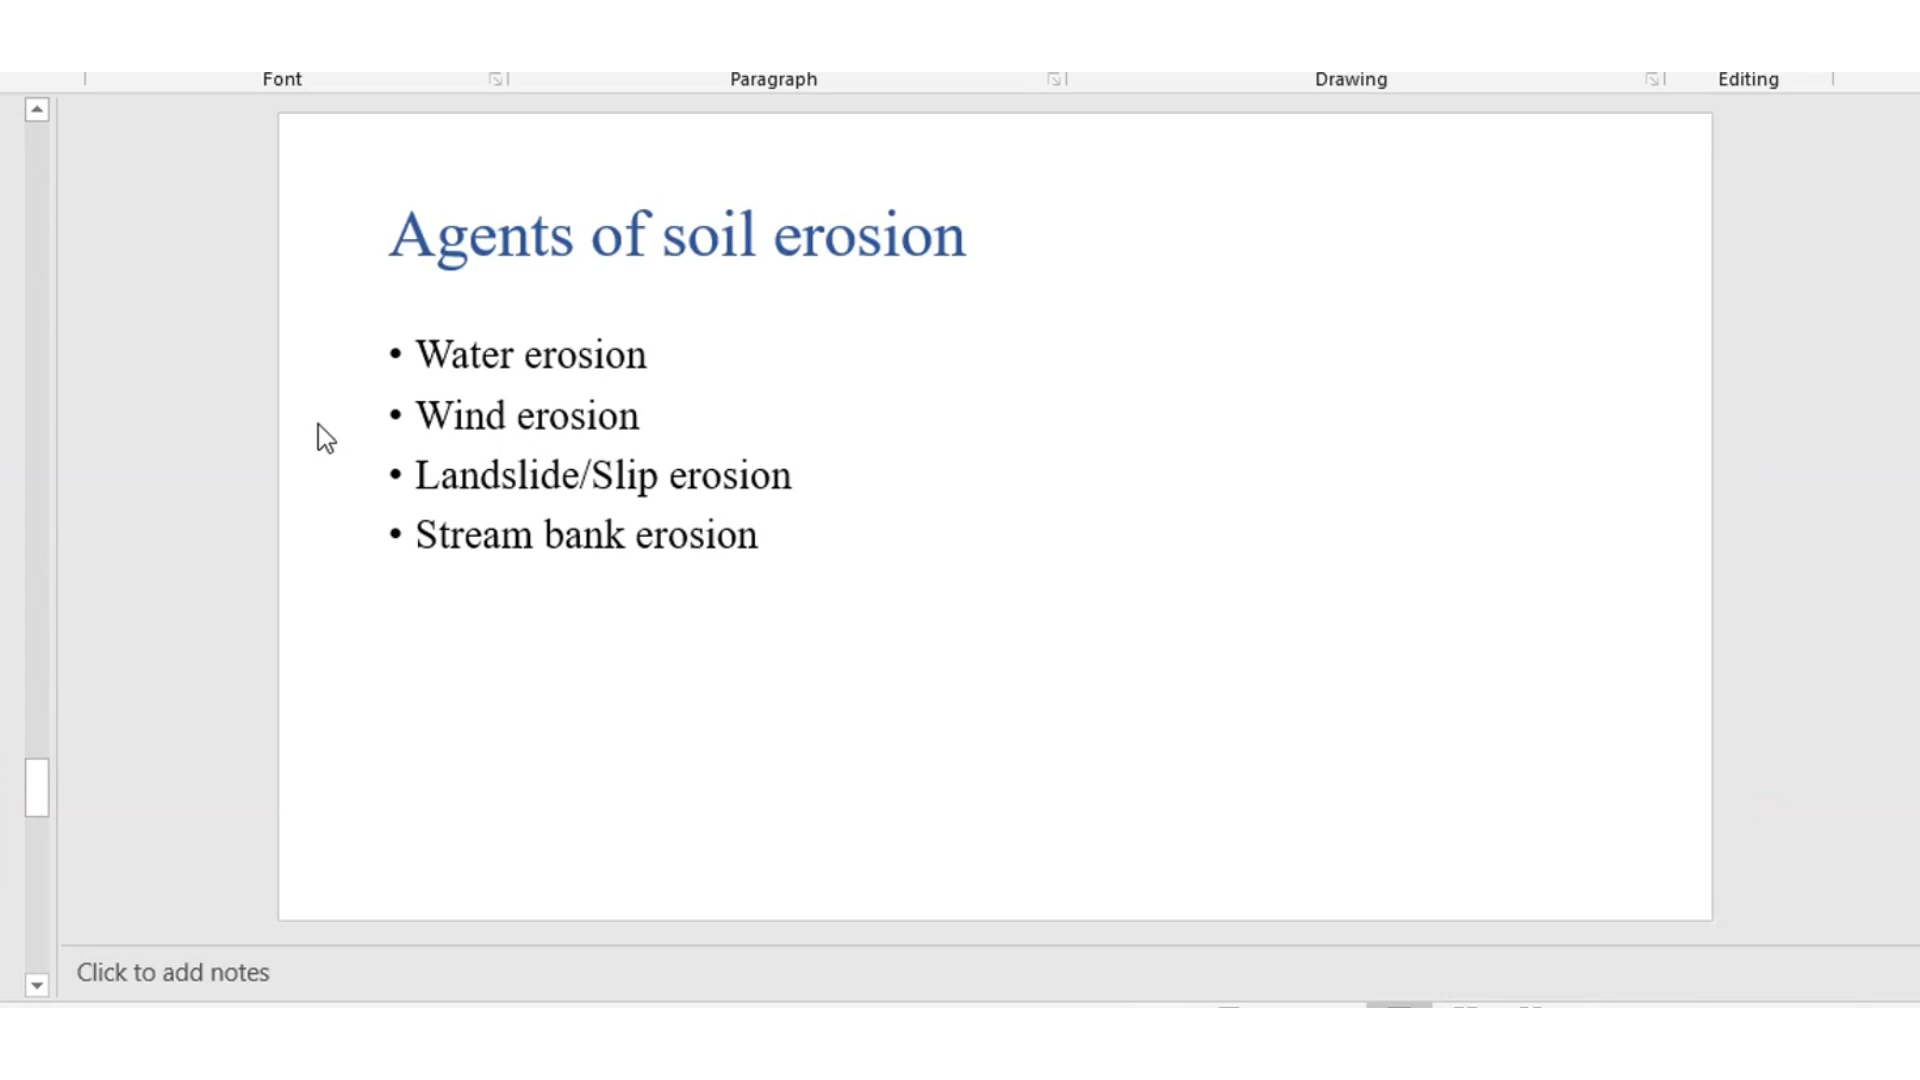 Font Paragraph Drawing Editing
Agents of soil erosion
• Water erosion
• Wind erosion
• Landslide/Slip erosion
• Stream bank erosion
Click to add notes